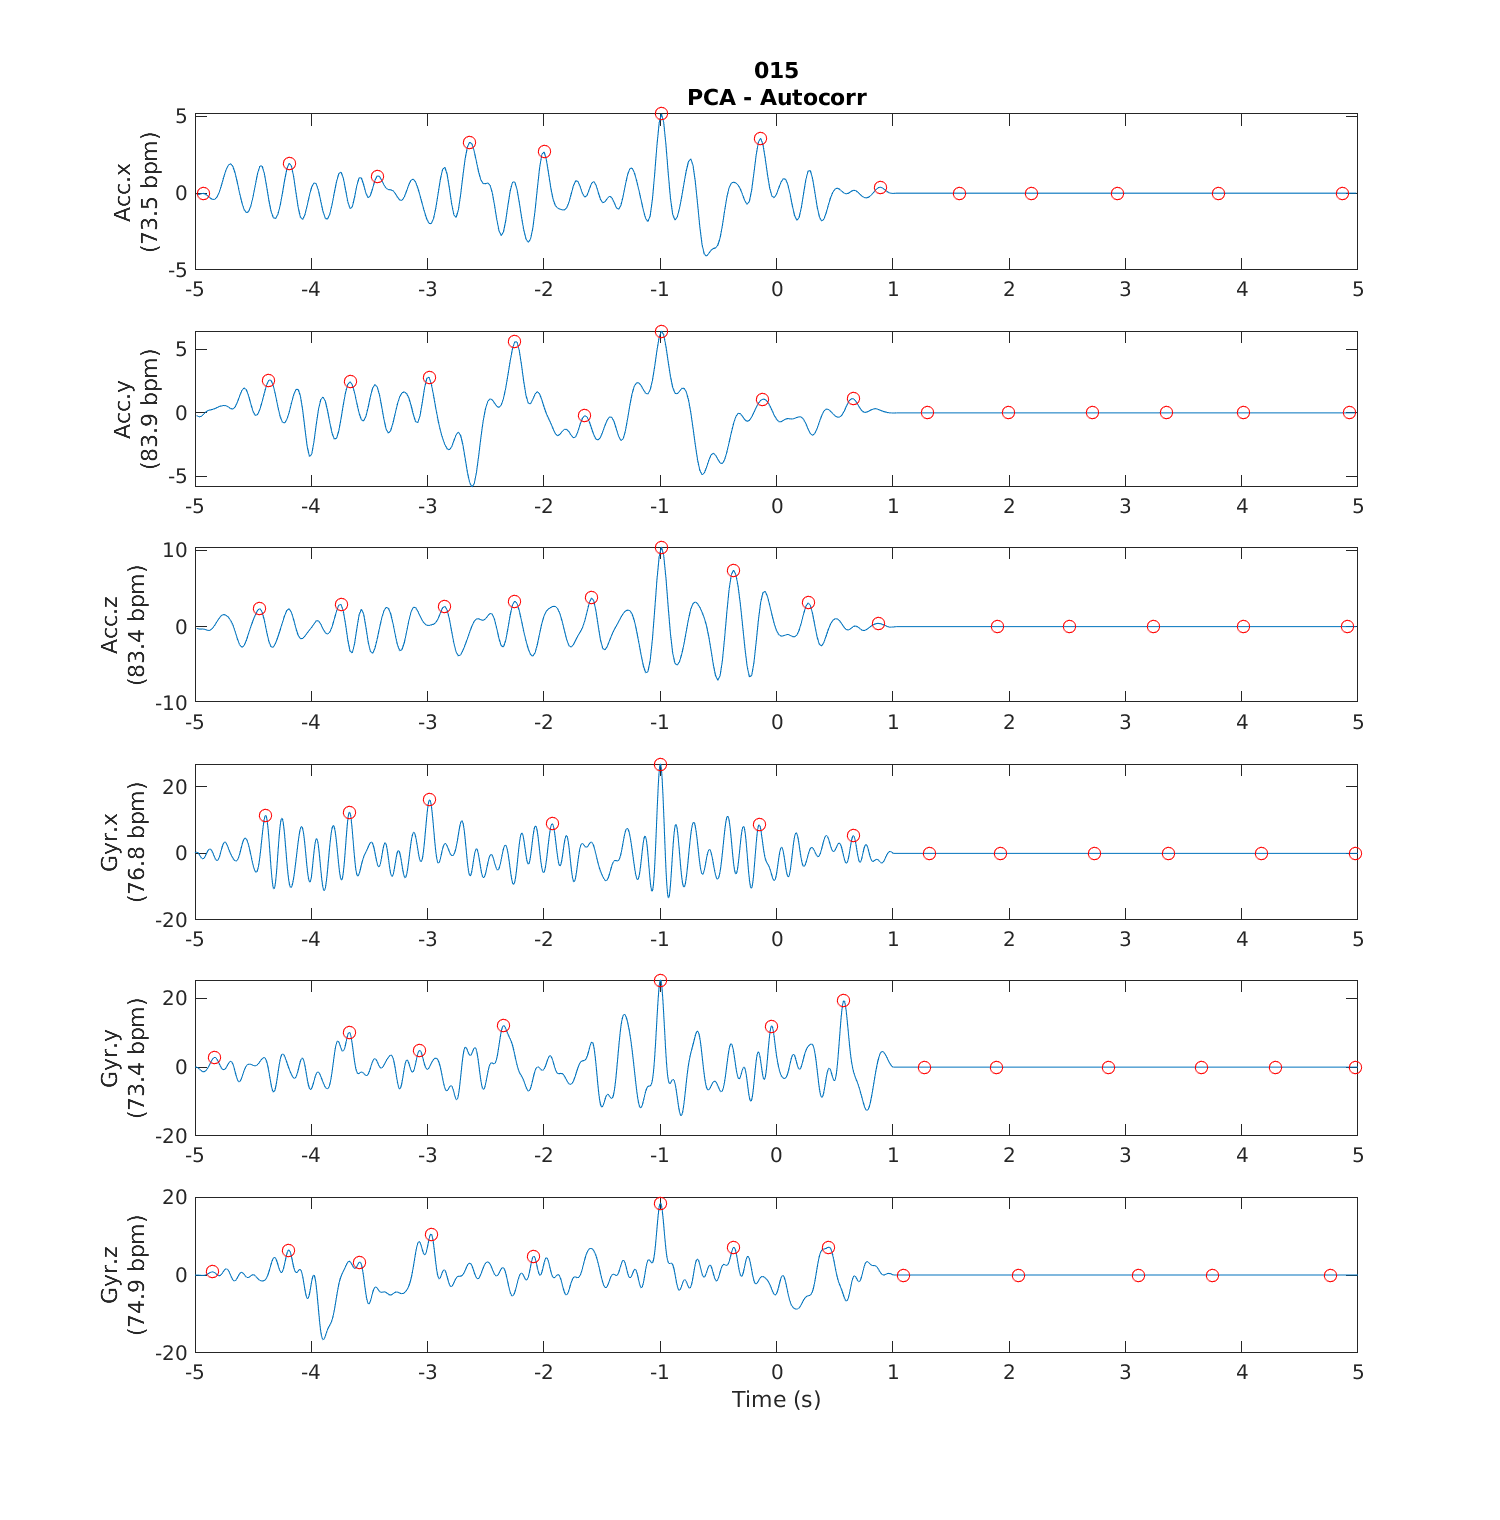 015
PCA - Autocorr
Acc.x
(73.5 bpm)
5
0
-5
-5 -4 -3 -2 -1 0 1 2 3 4 5
Acc.y
(83.9 bpm)
5
0
-5
-5 -4 -3 -2 -1 0 1 2 3 4 5
Acc.z
(83.4 bpm)
10
0
-10
-5 -4 -3 -2 -1 0 1 2 3 4 5
Gyr.x
(76.8 bpm)
20
0
-20
-5 -4 -3 -2 -1 0 1 2 3 4 5
Gyr.y
(73.4 bpm)
20
0
-20
-5 -4 -3 -2 -1 0 1 2 3 4 5
Gyr.z
(74.9 bpm)
20
0
-20
-5 -4 -3 -2 -1 0 1 2 3 4 5
Time (s)